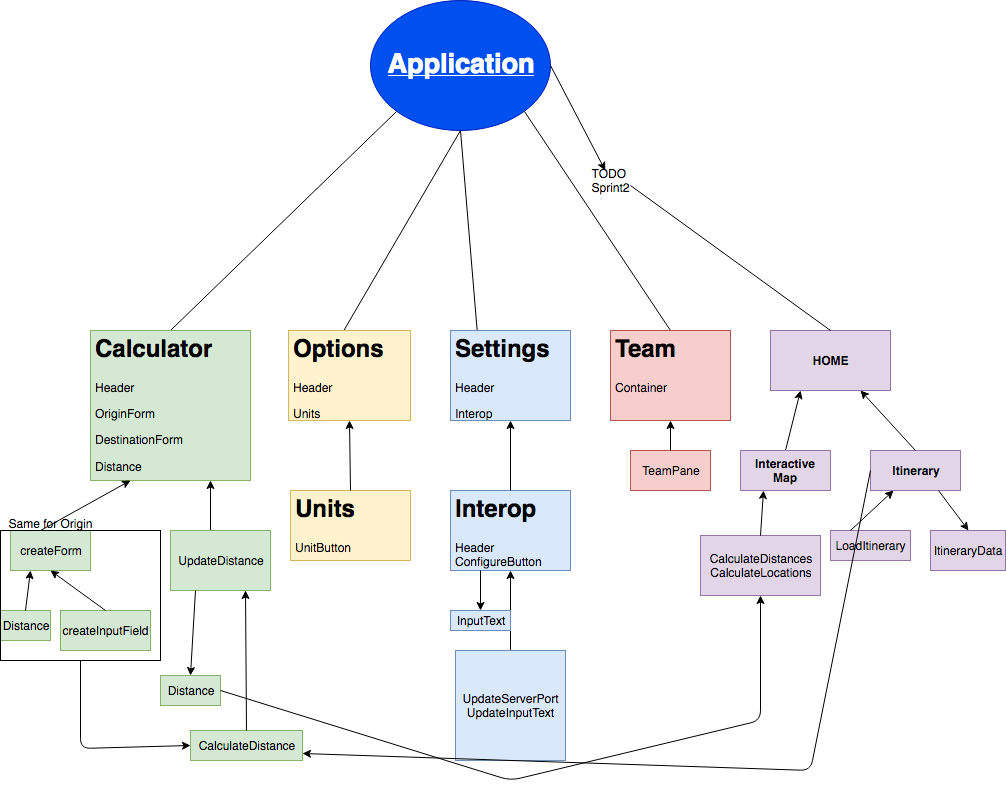 Application
TODO
Sprint2
Calculator
Header
OriginForm
DestinationForm
Distance
Options
Header
Units
Settings
Header
Interop
Team
Container
HOME
Same for Origin
createForm
Distance
createInputField
UpdateDistance
Distance
CalculateDistance
Units
UnitButton
Interop
Header
ConfigureButton
InputText
UpdateServerPort
UpdateInputText
TeamPane
Interactive
Map
CalculateDistances
CalculateLocations
Itinerary
LoadItinerary
ItineraryData